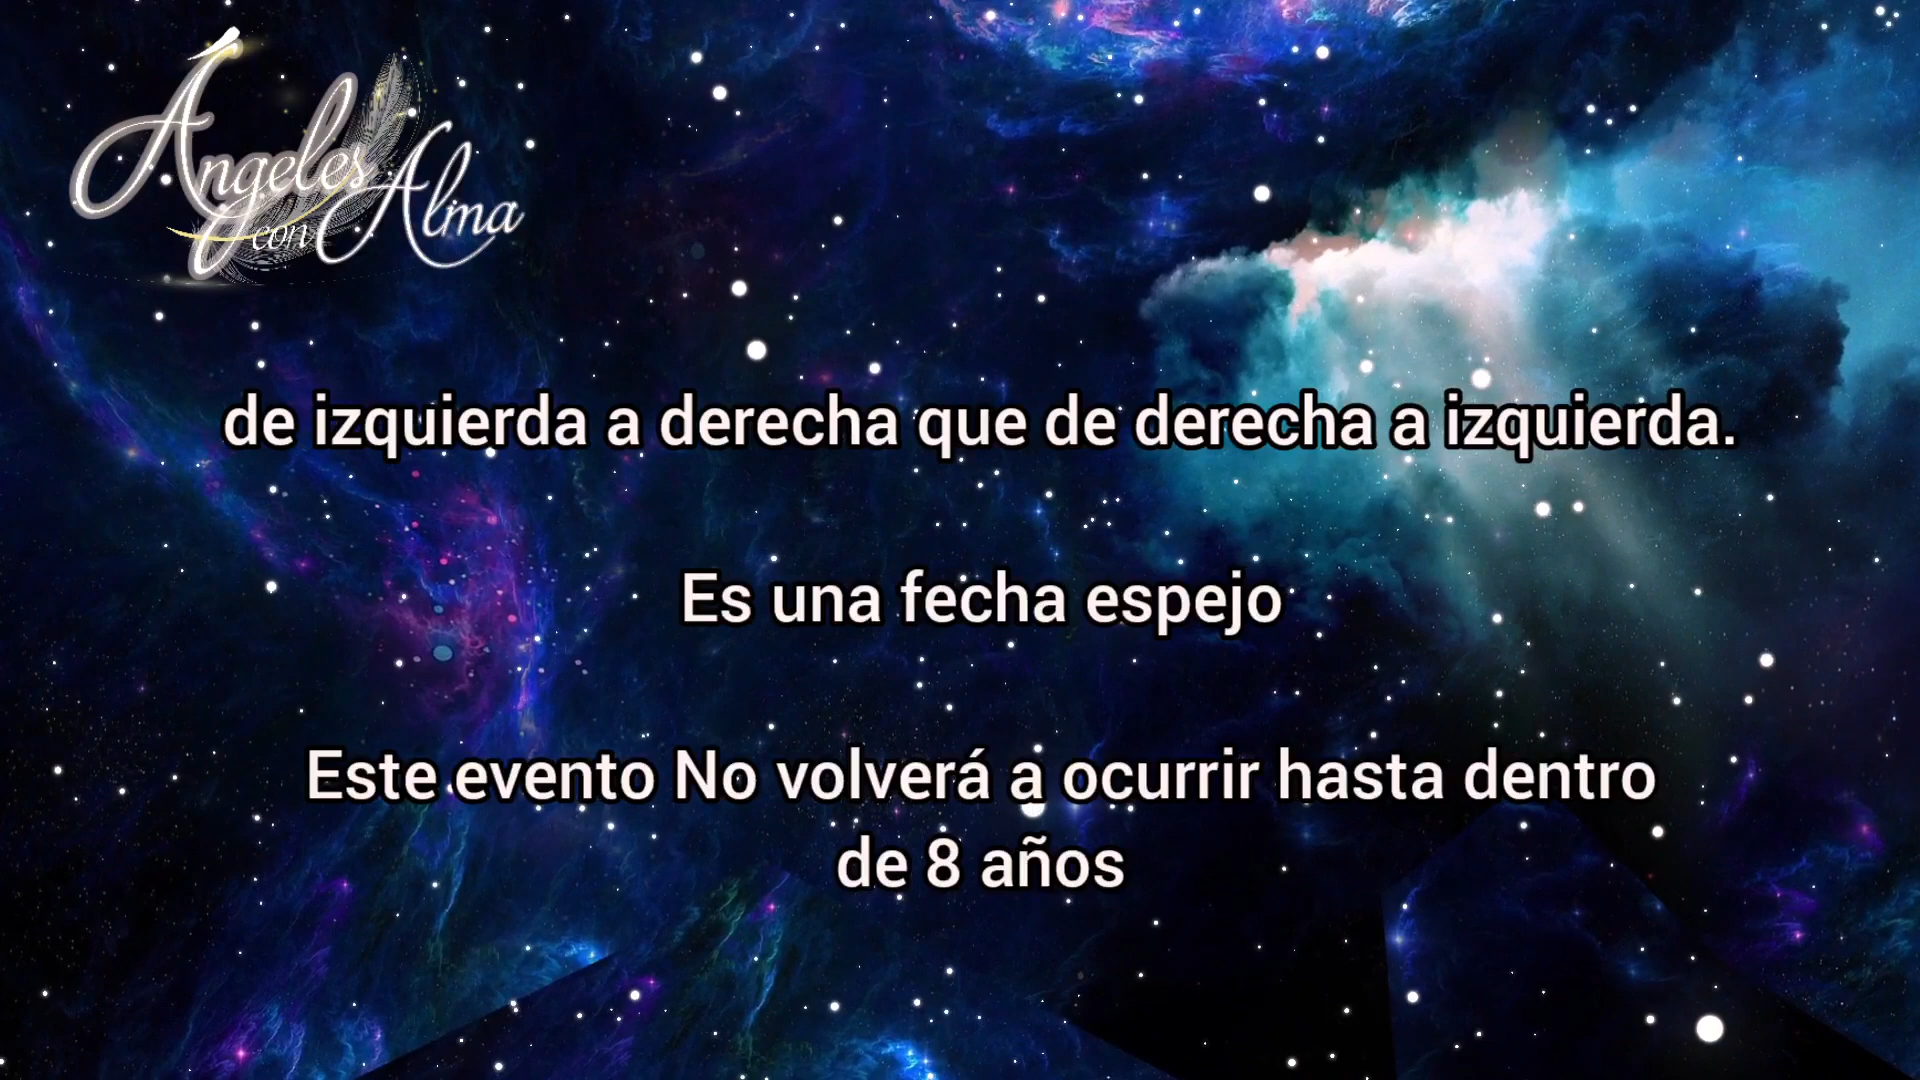 Ángeles
con Alma
de izquierda a derecha que de derecha a izquierda.
Es una fecha espejo
Este evento No volverá a ocurrir hasta dentro
de 8 años